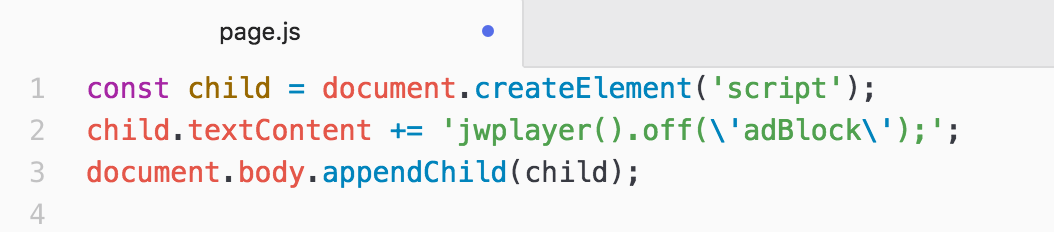 page.js
1 const child = document.createElement('script');
2 child.textContent += 'jwplayer().off(\'adBlock\');';
3 document.body.appendChild(child);
4